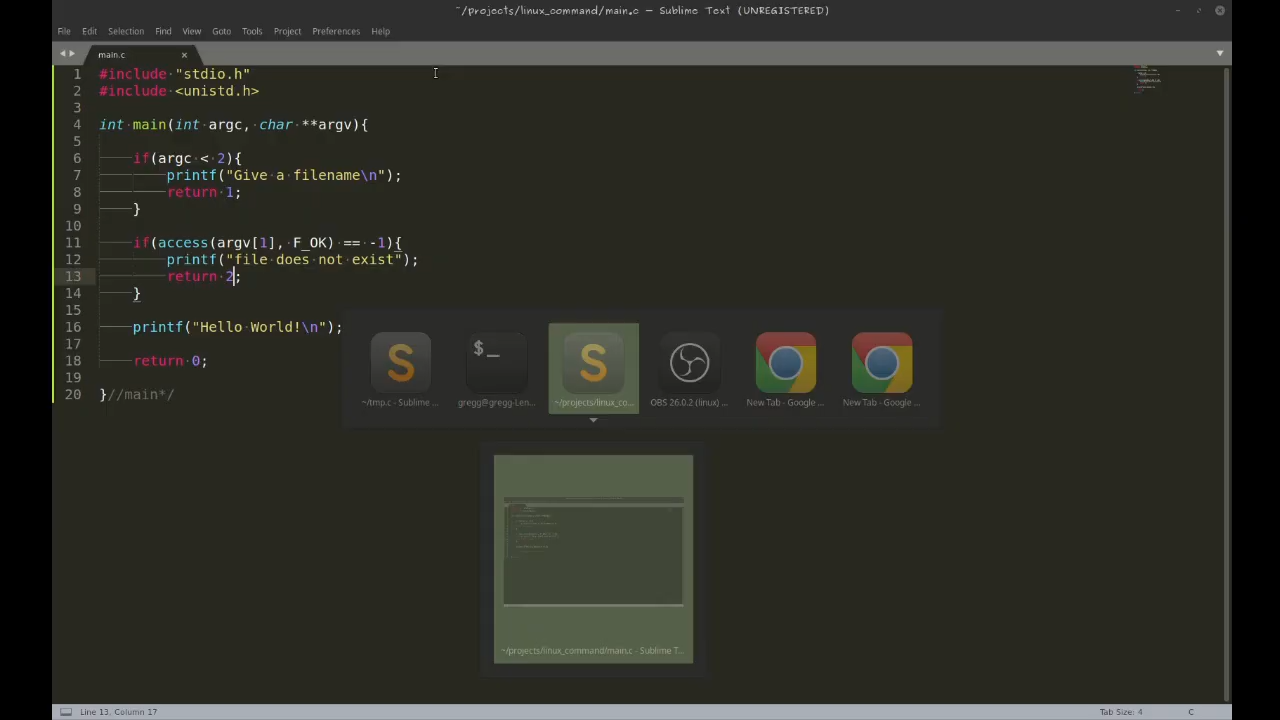 ~/projects/linux_command/main.c — Sublime Text (UNREGISTERED)
File Edit Selection Find View Goto Tools Project Preferences Help
main.c
1 #include "stdio.h"
2 #include <unistd.h>
3
4 int main(int argc, char **argv){
5
6 if(argc < 2){
7 printf("Give a filename\n");
8 return 1;
9 }
10
11 if(access(argv[1], F_OK) == -1){
12 printf("file does not exist");
13 return 2;
14 }
15
16 printf("Hello World!\n");
17
18 return 0;
19
20 }//main*/
$_
~/tmp.c - Sublime ... gregg@gregg-Len... ~/projects/linux_co... OBS 26.0.2 (linux) ... New Tab - Google ... New Tab - Google ...
~/projects/linux_command/main.c - Sublime T...
Line 13, Column 17 Tab Size: 4 C